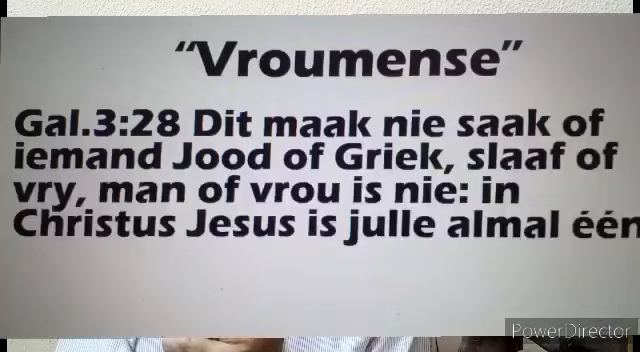 “Vroumense”
Gal.3:28 Dit maak nie saak of
iemand Jood of Griek, slaaf of
vry, man of vrou is nie: in
Christus Jesus is julle almal één
PowerDirector